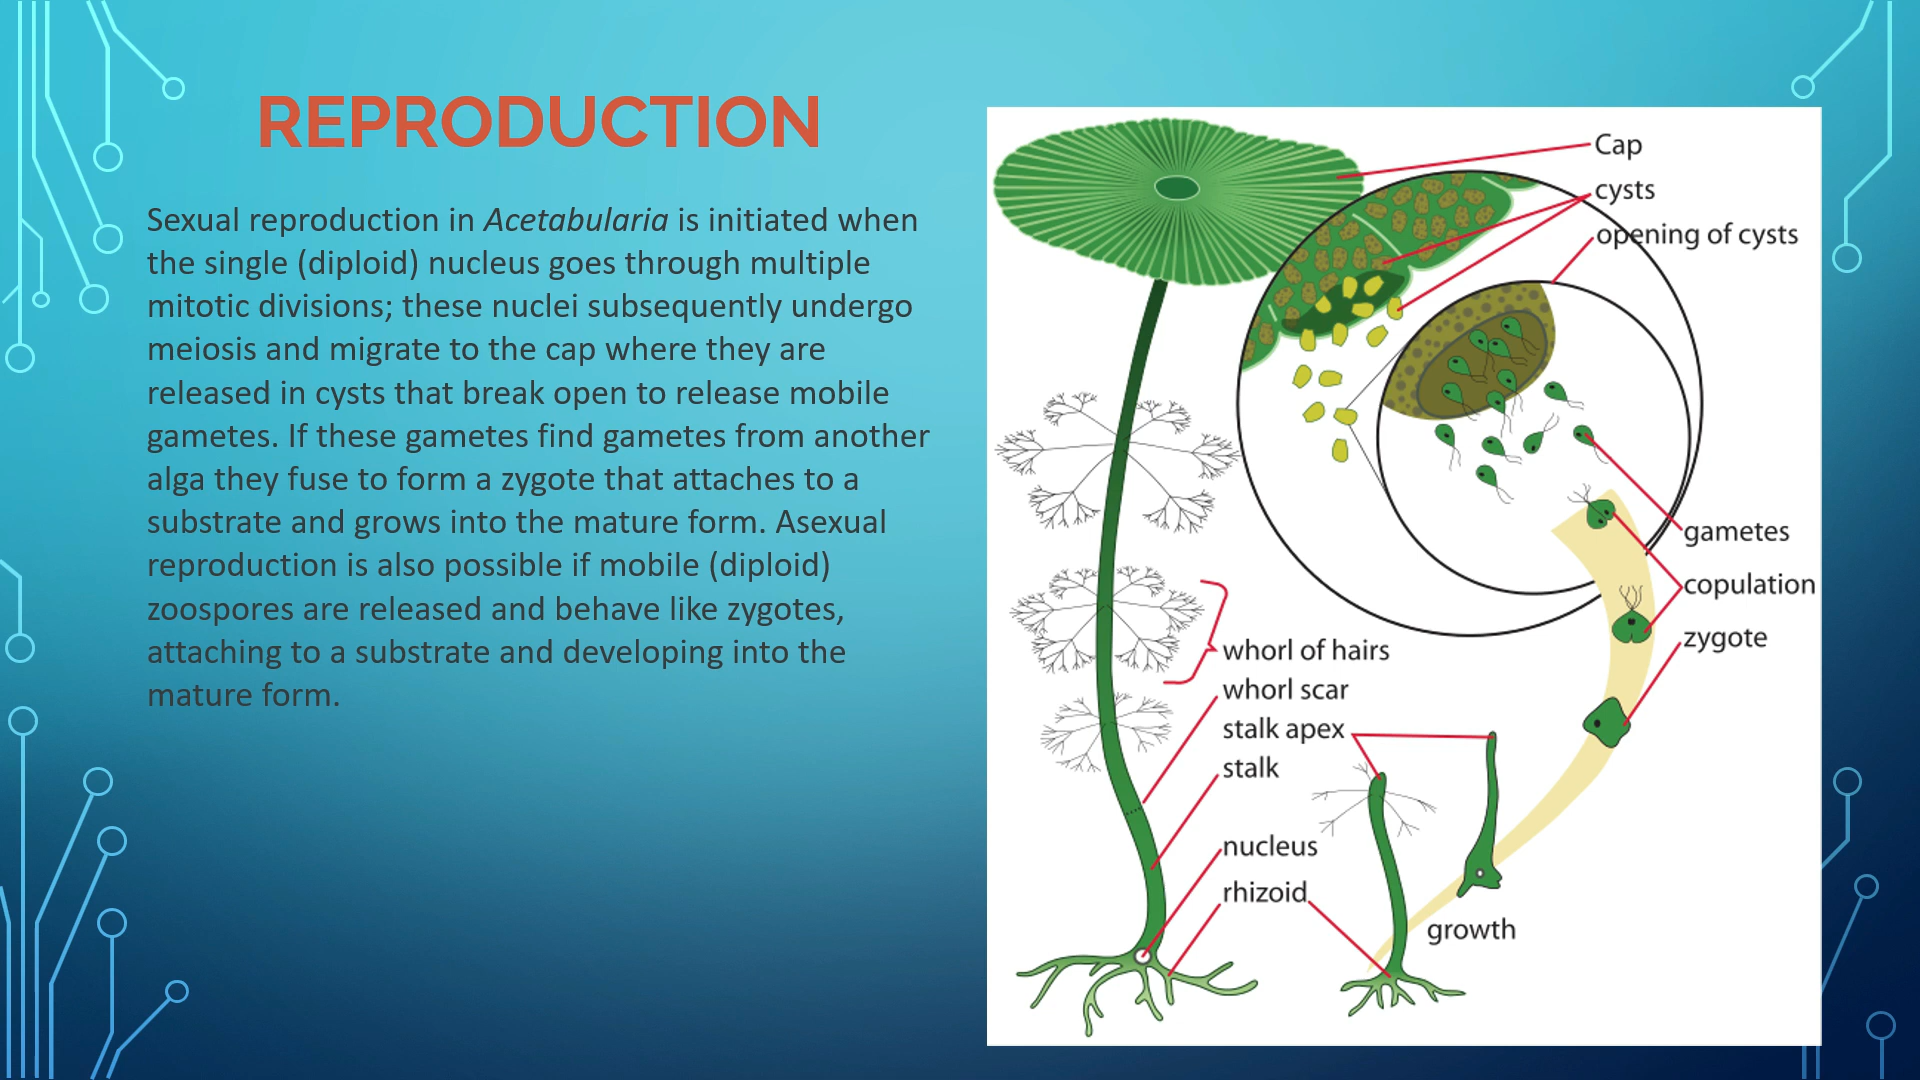 REPRODUCTION
Sexual reproduction in Acetabularia is initiated when
the single (diploid) nucleus goes through multiple
mitotic divisions; these nuclei subsequently undergo
meiosis and migrate to the cap where they are
released in cysts that break open to release mobile
gametes. If these gametes find gametes from another
alga they fuse to form a zygote that attaches to a
substrate and grows into the mature form. Asexual
reproduction is also possible if mobile (diploid)
zoospores are released and behave like zygotes,
attaching to a substrate and developing into the
mature form.
Cap
cysts
opening of cysts
gametes
copulation
zygote
whorl of hairs
whorl scar
stalk apex
stalk
nucleus
rhizoid
growth